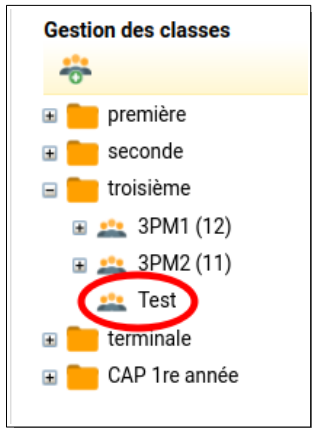 Gestion des classes
première
seconde
troisième
3PM1 (12)
3PM2 (11)
Test
terminale
CAP 1re année